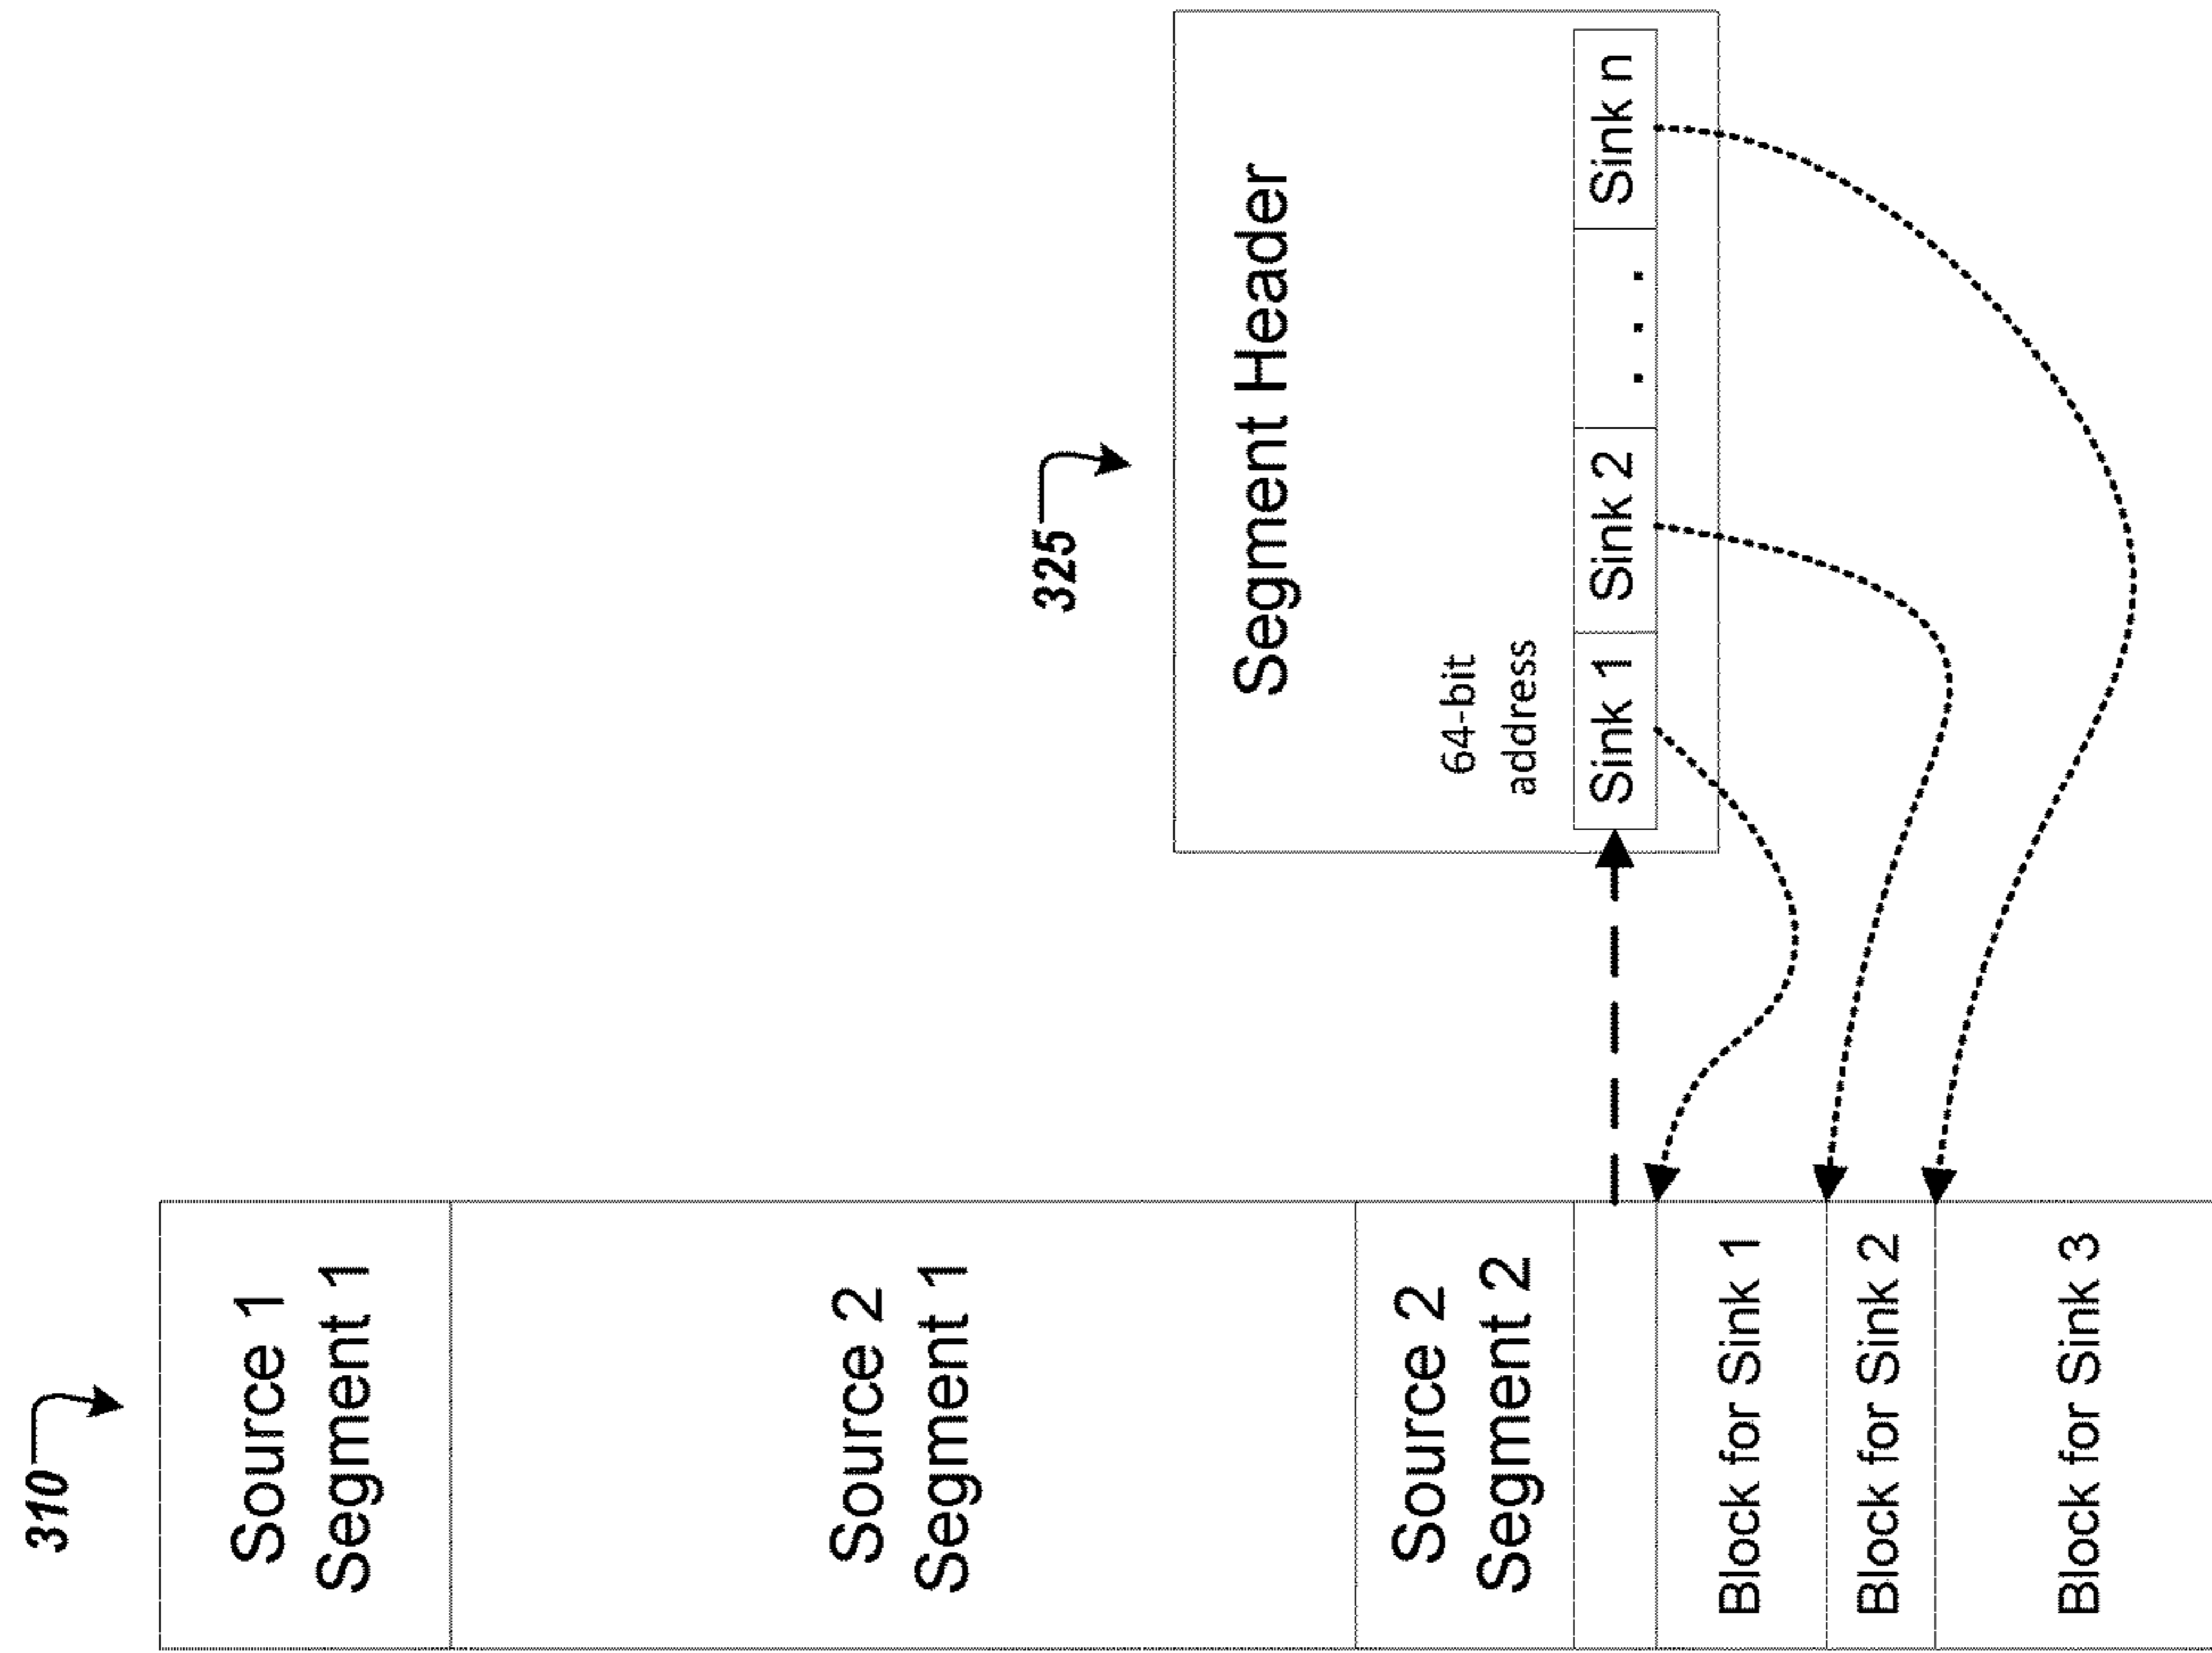 310
Source 1
Segment 1
Source 2
Segment 1
Source 2
Segment 2
Block for Sink 1
Block for Sink 2
Block for Sink 3
325
Segment Header
64-bit
address
Sink 1
Sink 2
. . .
Sink n